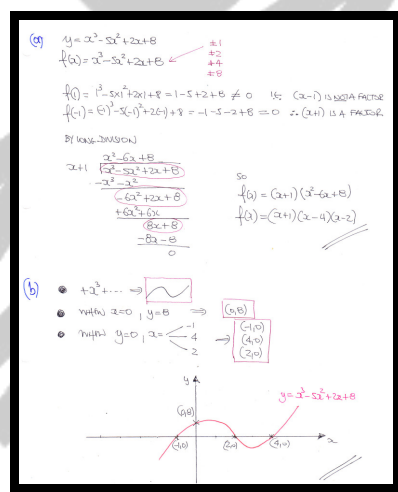 (a) y = x³-5x²+2x+8
f(x) = x³-5x²+2x+8
±1
±2
±4
±8
f(1) = 1³-5×1²+2×1+8 = 1-5+2+8 ≠ 0 IE (x-1) IS NOT A FACTOR
f(-1) = (-1)³-5(-1)²+2(-1)+8 = -1-5-2+8 = 0 ∴ (x+1) IS A FACTOR
BY LONG DIVISION
x²-6x+8
x+1 x³-5x²+2x+8
-x³-x²
-6x²+2x+8
+6x²+6x
8x+8
-8x-8
0
SO
f(x) = (x+1)(x²-6x+8)
f(x) = (x+1)(x-4)(x-2)
(b) • +x³+... ⇒
• WHEN x=0, y=8 ⇒ (0,8)
• WHEN y=0, x= -1 4 2 ⇒ (-1,0) (4,0) (2,0)
y
y = x³-5x²+2x+8
(0,8)
(-1,0) (2,0) (4,0) x